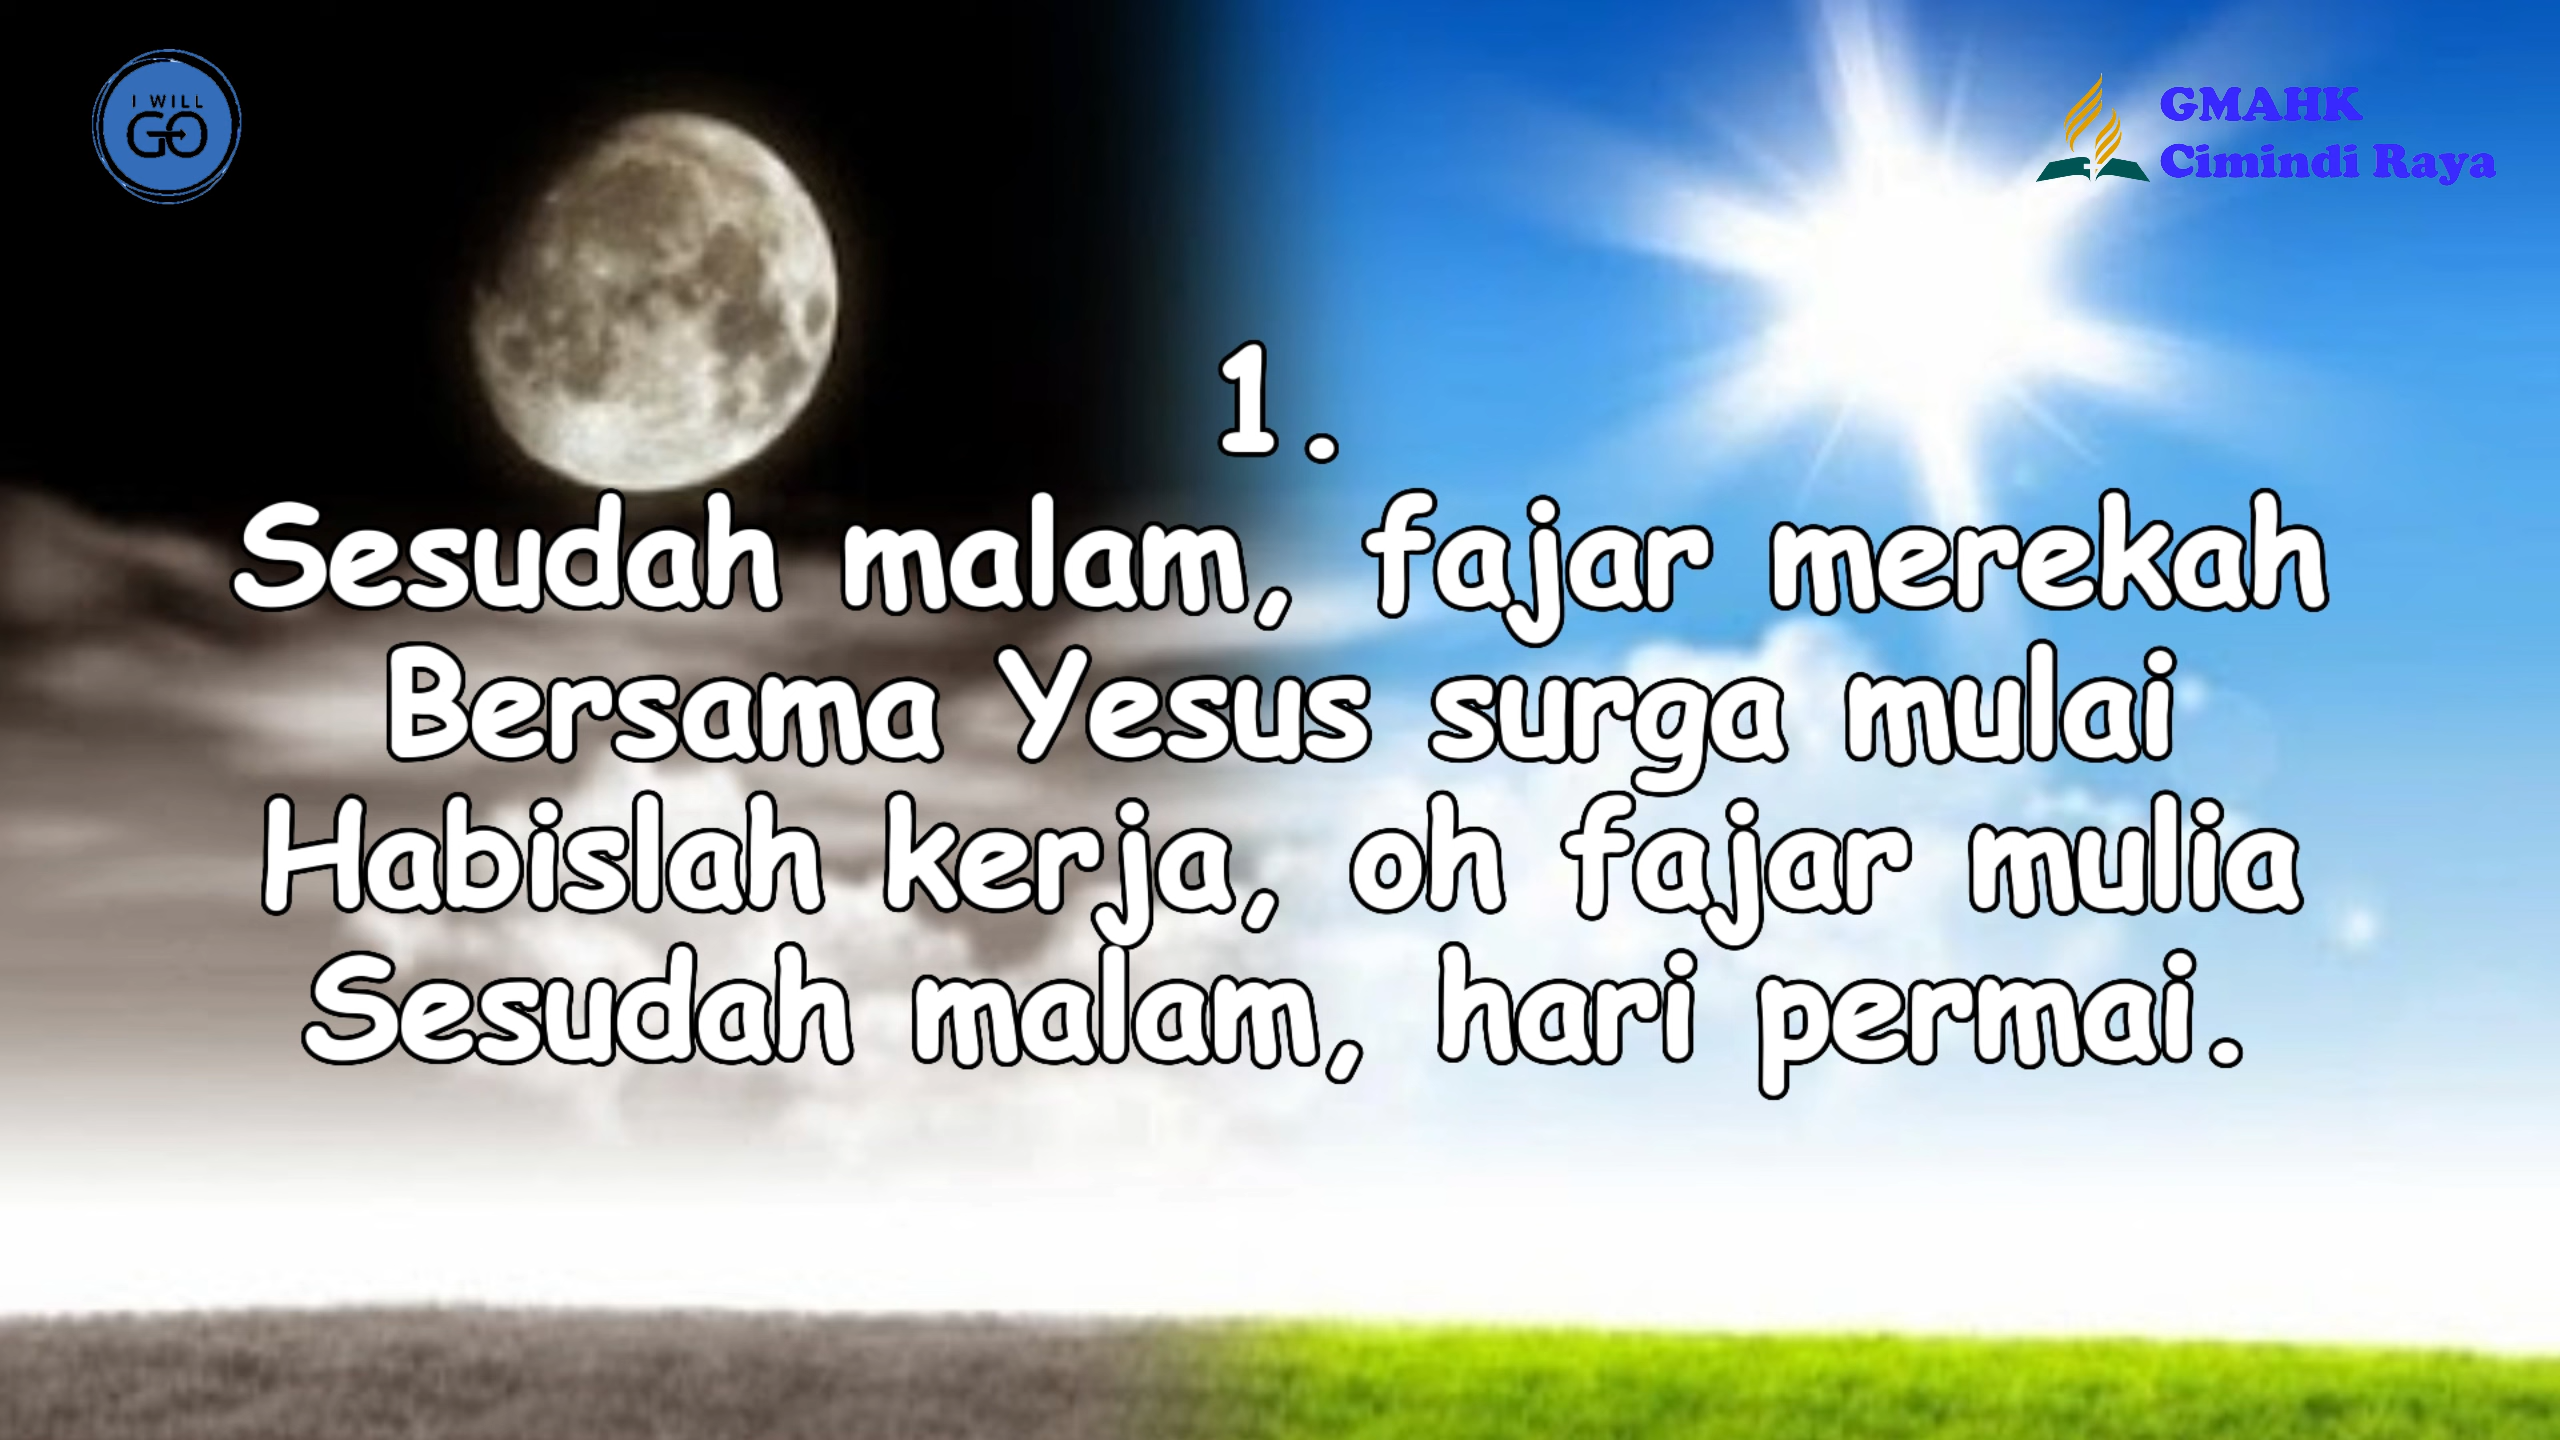 I WILL
GO
GMAHK
Cimindi Raya
1.
Sesudah malam, fajar merekah
Bersama Yesus surga mulai
Habislah kerja, oh fajar mulia
Sesudah malam, hari permai.